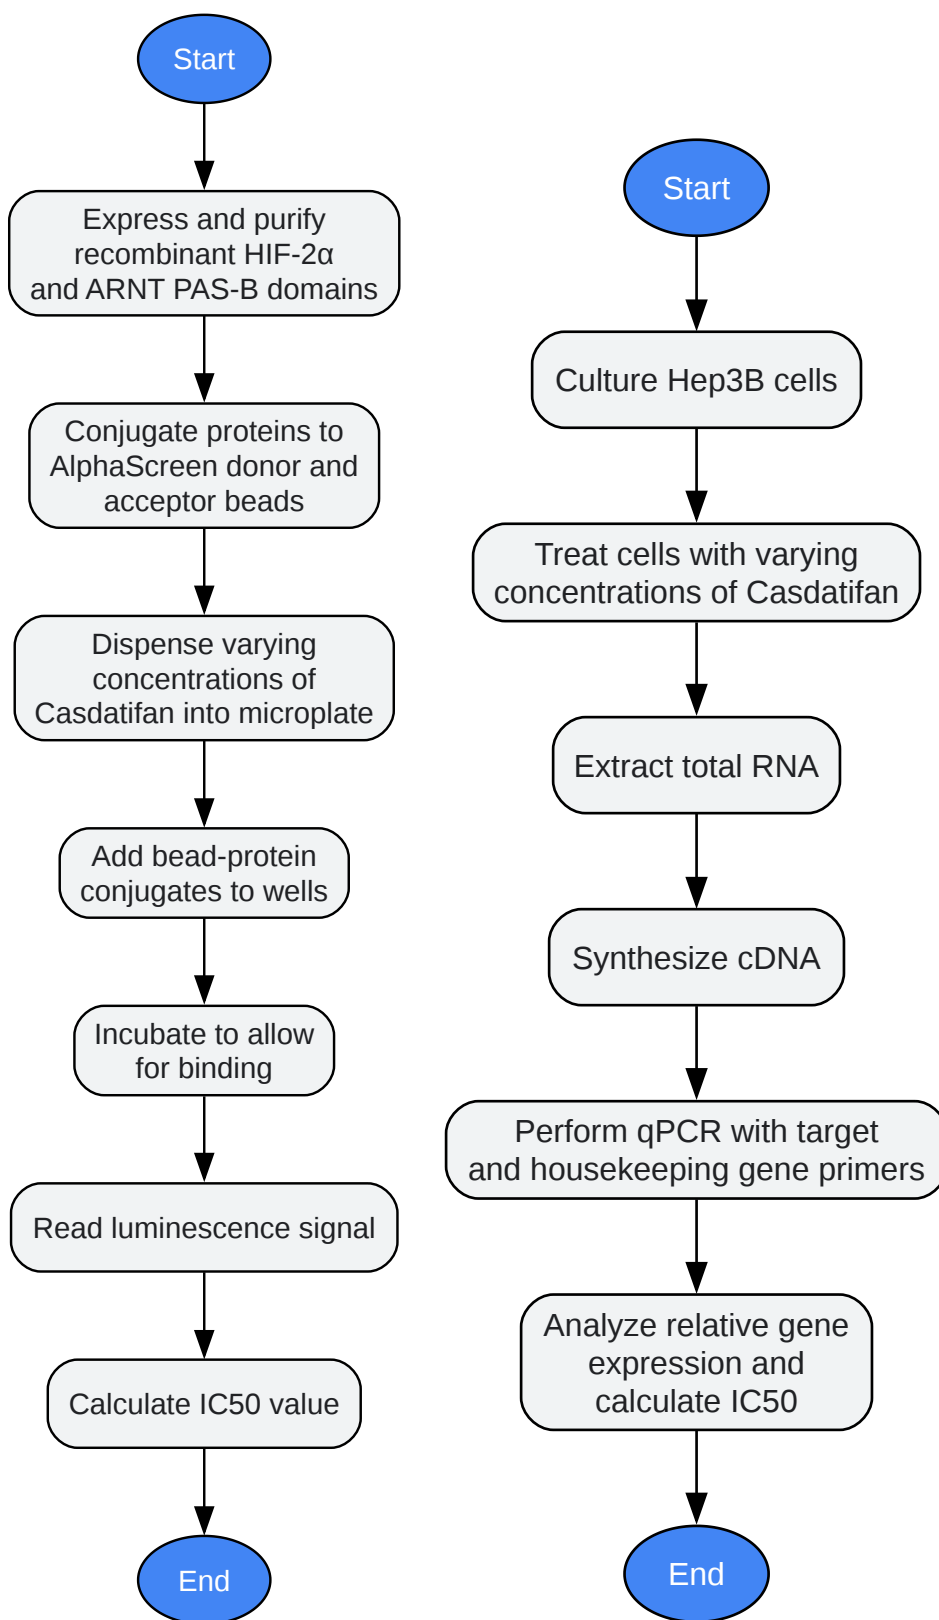 Start
Express and purify
recombinant HIF-2α
and ARNT PAS-B domains
Conjugate proteins to
AlphaScreen donor and
acceptor beads
Dispense varying
concentrations of
Casdatifan into microplate
Add bead-protein
conjugates to wells
Incubate to allow
for binding
Read luminescence signal
Calculate IC50 value
End
Start
Culture Hep3B cells
Treat cells with varying
concentrations of Casdatifan
Extract total RNA
Synthesize cDNA
Perform qPCR with target
and housekeeping gene primers
Analyze relative gene
expression and
calculate IC50
End